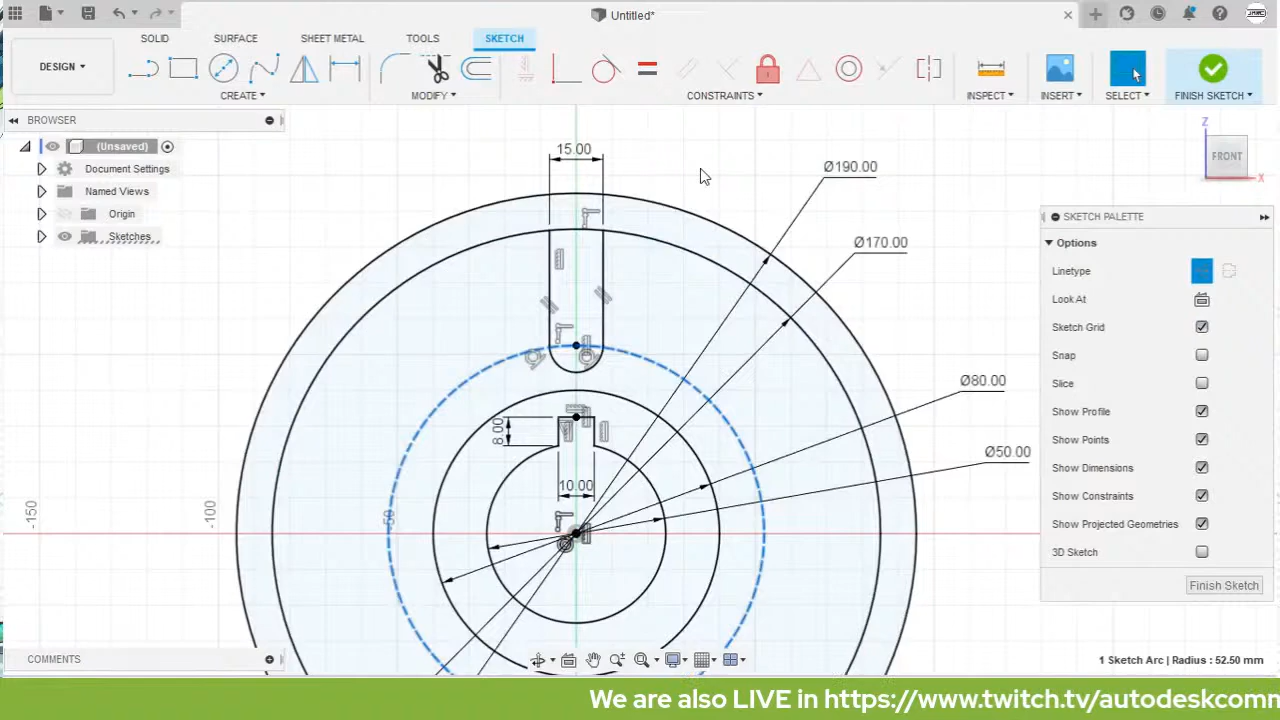 Untitled*
SOLID SURFACE SHEET METAL TOOLS SKETCH
DESIGN
CREATE MODIFY CONSTRAINTS INSPECT INSERT SELECT FINISH SKETCH
BROWSER
(Unsaved)
Document Settings
Named Views
Origin
Sketches
15.00
Ø190.00
Ø170.00
Ø80.00
Ø50.00
8.00
10.00
-150
-100
-50
Z
FRONT
X
SKETCH PALETTE
Options
Linetype
Look At
Sketch Grid
Snap
Slice
Show Profile
Show Points
Show Dimensions
Show Constraints
Show Projected Geometries
3D Sketch
Finish Sketch
COMMENTS
1 Sketch Arc | Radius : 52.50 mm
We are also LIVE in https://www.twitch.tv/autodeskcomm